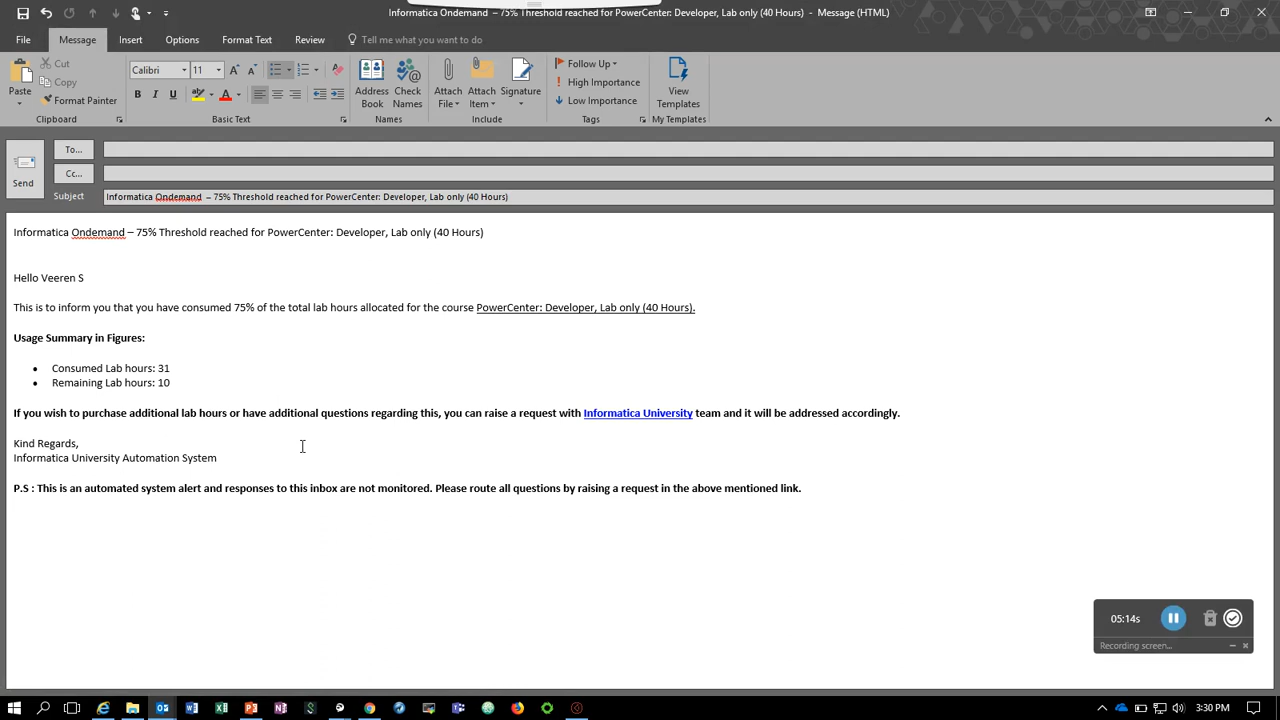 Informatica Ondemand – 75% Threshold reached for PowerCenter: Developer, Lab only (40 Hours) - Message (HTML)
File Message Insert Options Format Text Review Tell me what you want to do
Cut
Copy
Format Painter
Paste
Clipboard
Calibri 11
B I U
Basic Text
Address Book
Check Names
Names
Attach File
Attach Item
Signature
Include
Follow Up
High Importance
Low Importance
Tags
View Templates
My Templates
Send
To...
Cc...
Subject Informatica Ondemand – 75% Threshold reached for PowerCenter: Developer, Lab only (40 Hours)
Informatica Ondemand – 75% Threshold reached for PowerCenter: Developer, Lab only (40 Hours)
Hello Veeren S
This is to inform you that you have consumed 75% of the total lab hours allocated for the course PowerCenter: Developer, Lab only (40 Hours).
Usage Summary in Figures:
• Consumed Lab hours: 31
• Remaining Lab hours: 10
If you wish to purchase additional lab hours or have additional questions regarding this, you can raise a request with Informatica University team and it will be addressed accordingly.
Kind Regards,
Informatica University Automation System
P.S : This is an automated system alert and responses to this inbox are not monitored. Please route all questions by raising a request in the above mentioned link.
05:14s
Recording screen...
3:30 PM